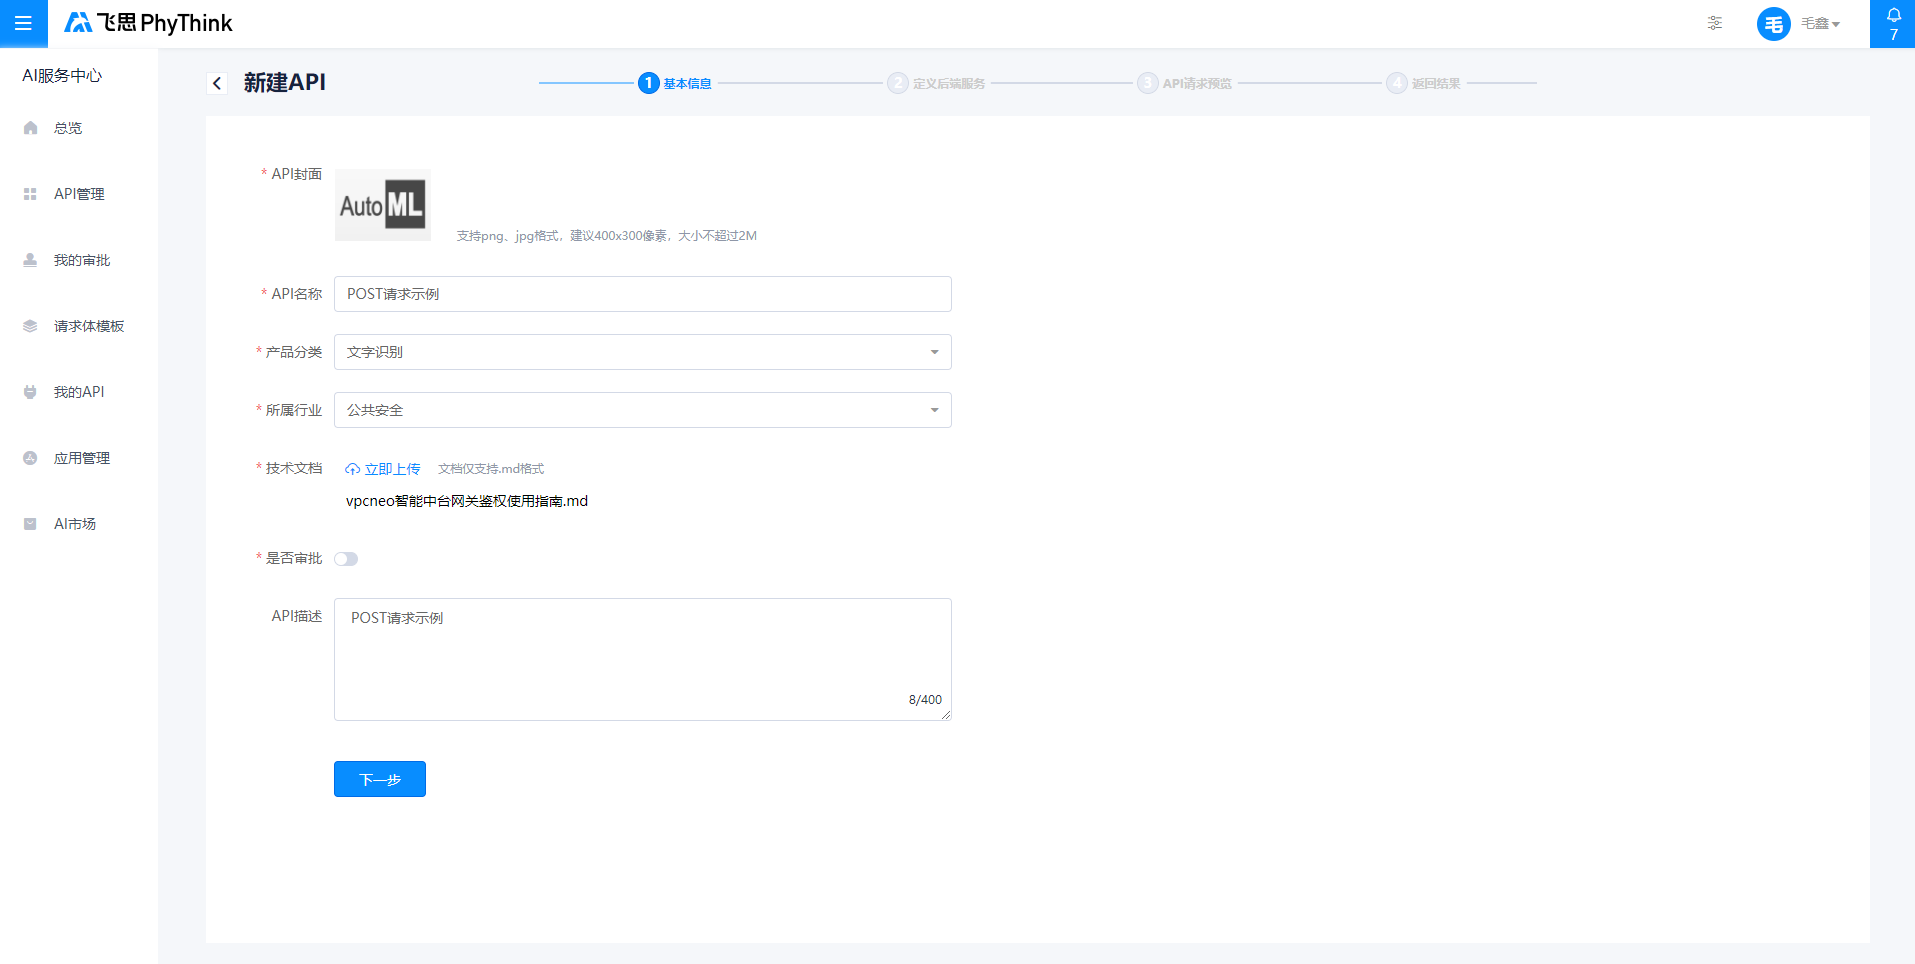 飞思 PhyThink
毛
毛鑫
7
AI服务中心
总览
API管理
我的审批
请求体模板
我的API
应用管理
AI市场
新建API
1 基本信息
2 定义后端服务
3 API请求预览
4 返回结果
* API封面
Auto ML
支持png、jpg格式，建议400x300像素，大小不超过2M
* API名称
POST请求示例
* 产品分类
文字识别
* 所属行业
公共安全
* 技术文档
立即上传 文档仅支持.md格式
vpcneo智能中台网关鉴权使用指南.md
* 是否审批
API描述
POST请求示例
8/400
下一步